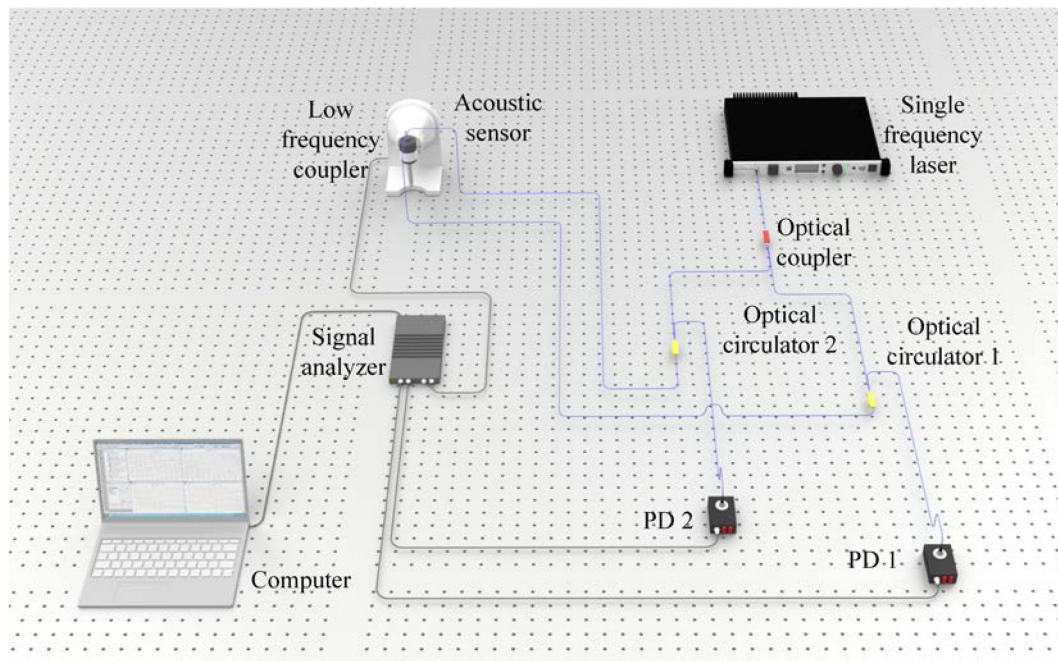 Low
frequency
coupler
Acoustic
sensor
Single
frequency
laser
Optical
coupler
Optical
circulator 2
Optical
circulator 1
Signal
analyzer
PD 2
PD 1
Computer